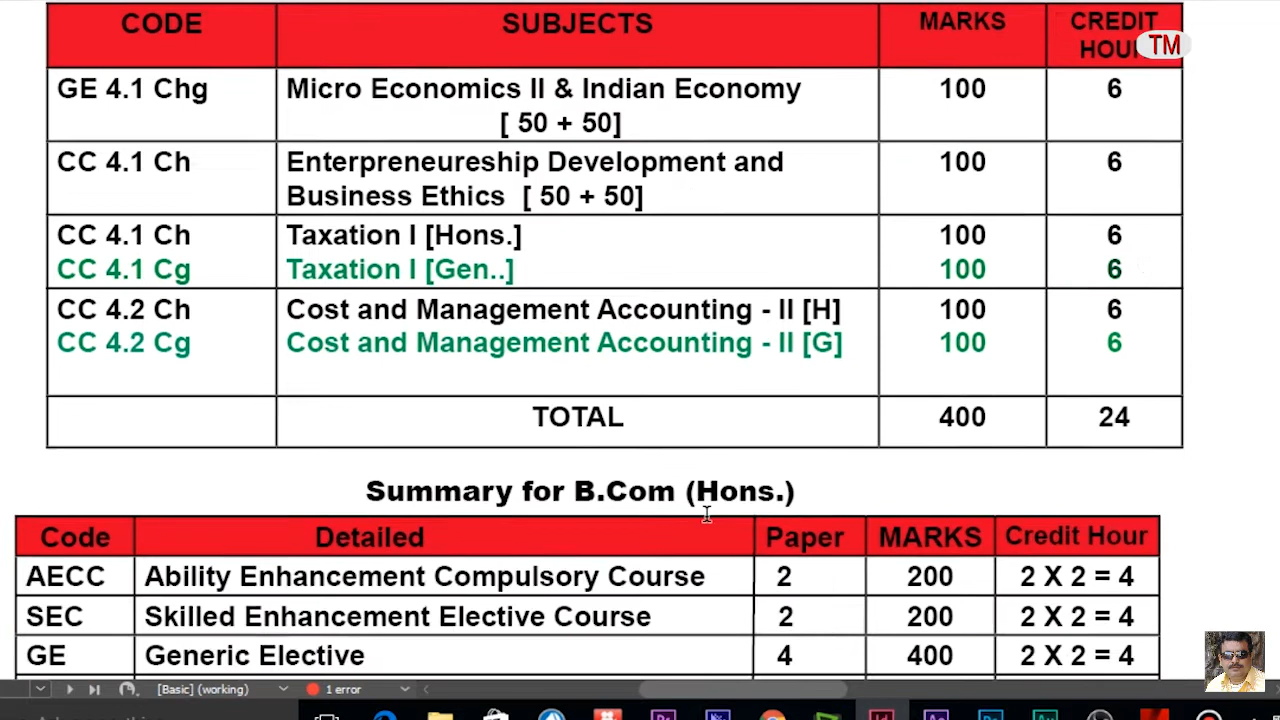 CODE SUBJECTS MARKS CREDIT
HOUR TM
GE 4.1 Chg Micro Economics II & Indian Economy 100 6
[ 50 + 50]
CC 4.1 Ch Enterpreneureship Development and 100 6
Business Ethics [ 50 + 50]
CC 4.1 Ch Taxation I [Hons.] 100 6
CC 4.1 Cg Taxation I [Gen..] 100 6
CC 4.2 Ch Cost and Management Accounting - II [H] 100 6
CC 4.2 Cg Cost and Management Accounting - II [G] 100 6
TOTAL 400 24
Summary for B.Com (Hons.)
Code Detailed Paper MARKS Credit Hour
AECC Ability Enhancement Compulsory Course 2 200 2 X 2 = 4
SEC Skilled Enhancement Elective Course 2 200 2 X 2 = 4
GE Generic Elective 4 400 2 X 2 = 4
[Basic] (working) 1 error